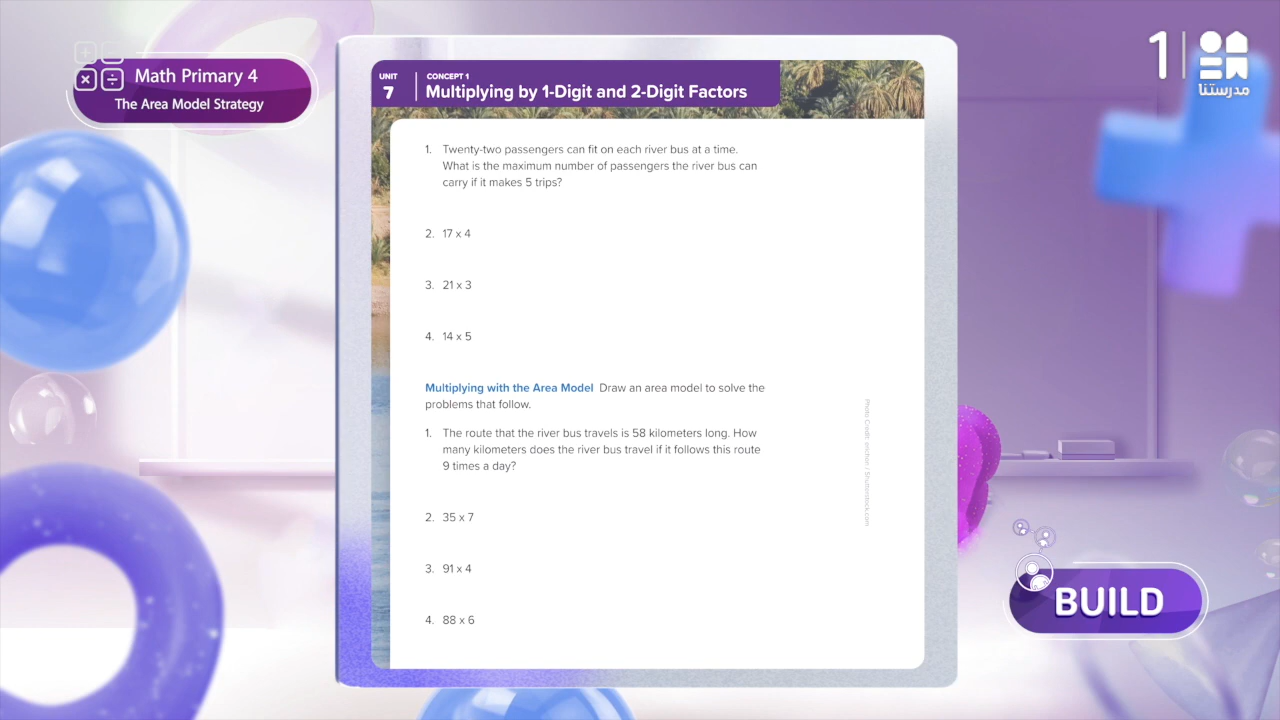 Math Primary 4
The Area Model Strategy
1
مدرستنا
UNIT
7
CONCEPT 1
Multiplying by 1-Digit and 2-Digit Factors
1. Twenty-two passengers can fit on each river bus at a time.
What is the maximum number of passengers the river bus can
carry if it makes 5 trips?
2. 17 x 4
3. 21 x 3
4. 14 x 5
Multiplying with the Area Model Draw an area model to solve the
problems that follow.
1. The route that the river bus travels is 58 kilometers long. How
many kilometers does the river bus travel if it follows this route
9 times a day?
2. 35 x 7
3. 91 x 4
4. 88 x 6
Photo Credit: / Shutterstock.com
BUILD